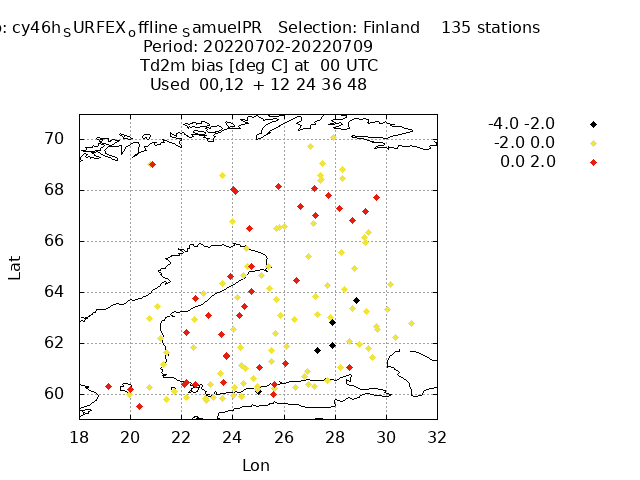 : cy46hSURFEXoffline SamuelPR Selection: Finland 135 stations
Period: 20220702-20220709
Td2m bias [deg C] at 00 UTC
Used 00,12 + 12 24 36 48
-4.0 -2.0
-2.0 0.0
0.0 2.0
70
68
66
64
62
60
18 20 22 24 26 28 30 32
Lat
Lon